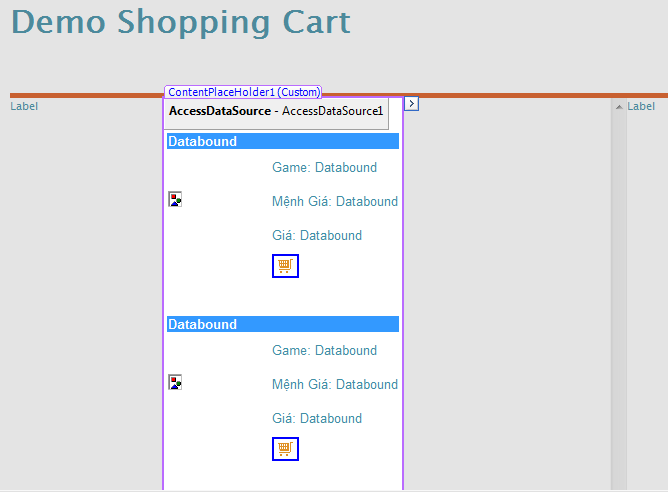 Demo Shopping Cart
ContentPlaceHolder1 (Custom)
Label
AccessDataSource - AccessDataSource1
Label
Databound
Game: Databound
Mệnh Giá: Databound
Giá: Databound
Databound
Game: Databound
Mệnh Giá: Databound
Giá: Databound